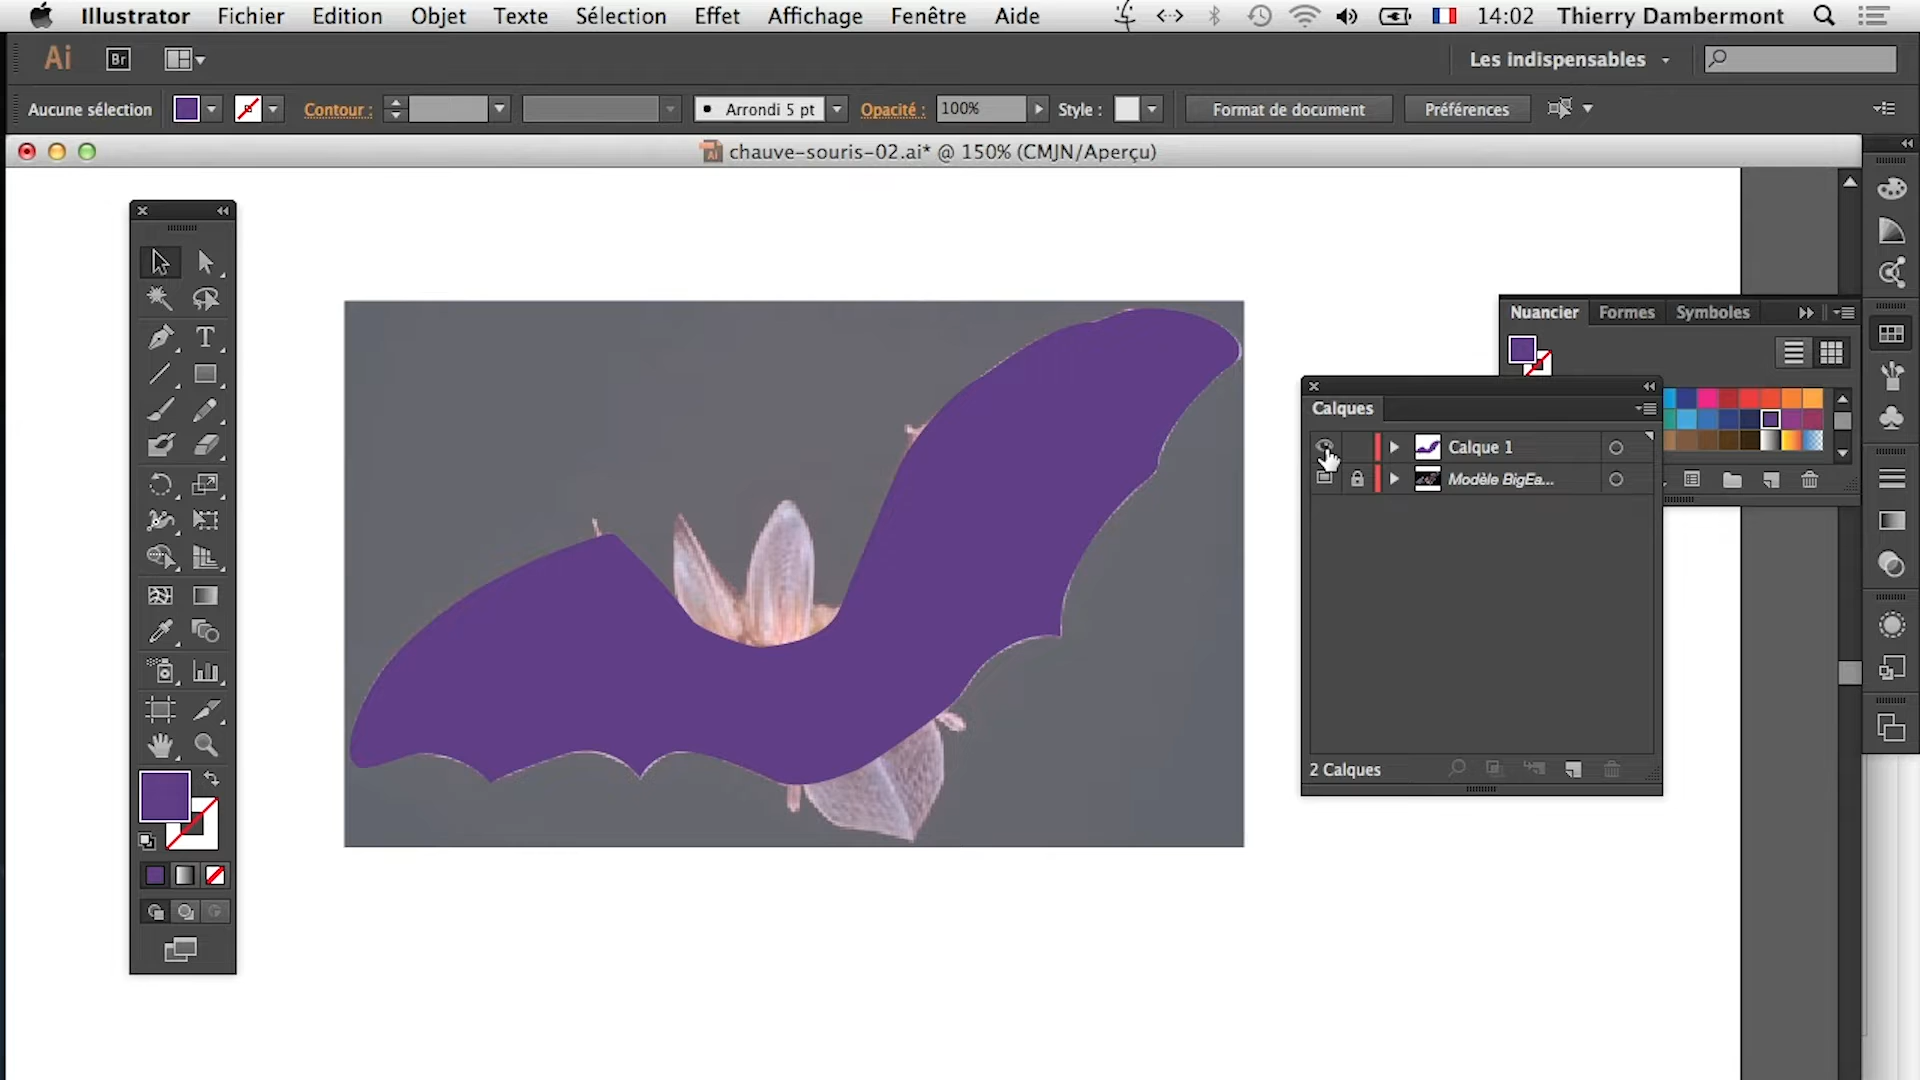 Illustrator Fichier Edition Objet Texte Sélection Effet Affichage Fenêtre Aide 14:02 Thierry Dambermont
Ai Br Les indispensables
Aucune sélection Contour : Arrondi 5 pt Opacité : 100% Style : Format de document Préférences
chauve-souris-02.ai* @ 150% (CMJN/Aperçu)
Nuancier Formes Symboles
Calques
Calque 1
Modèle BigEa...
2 Calques